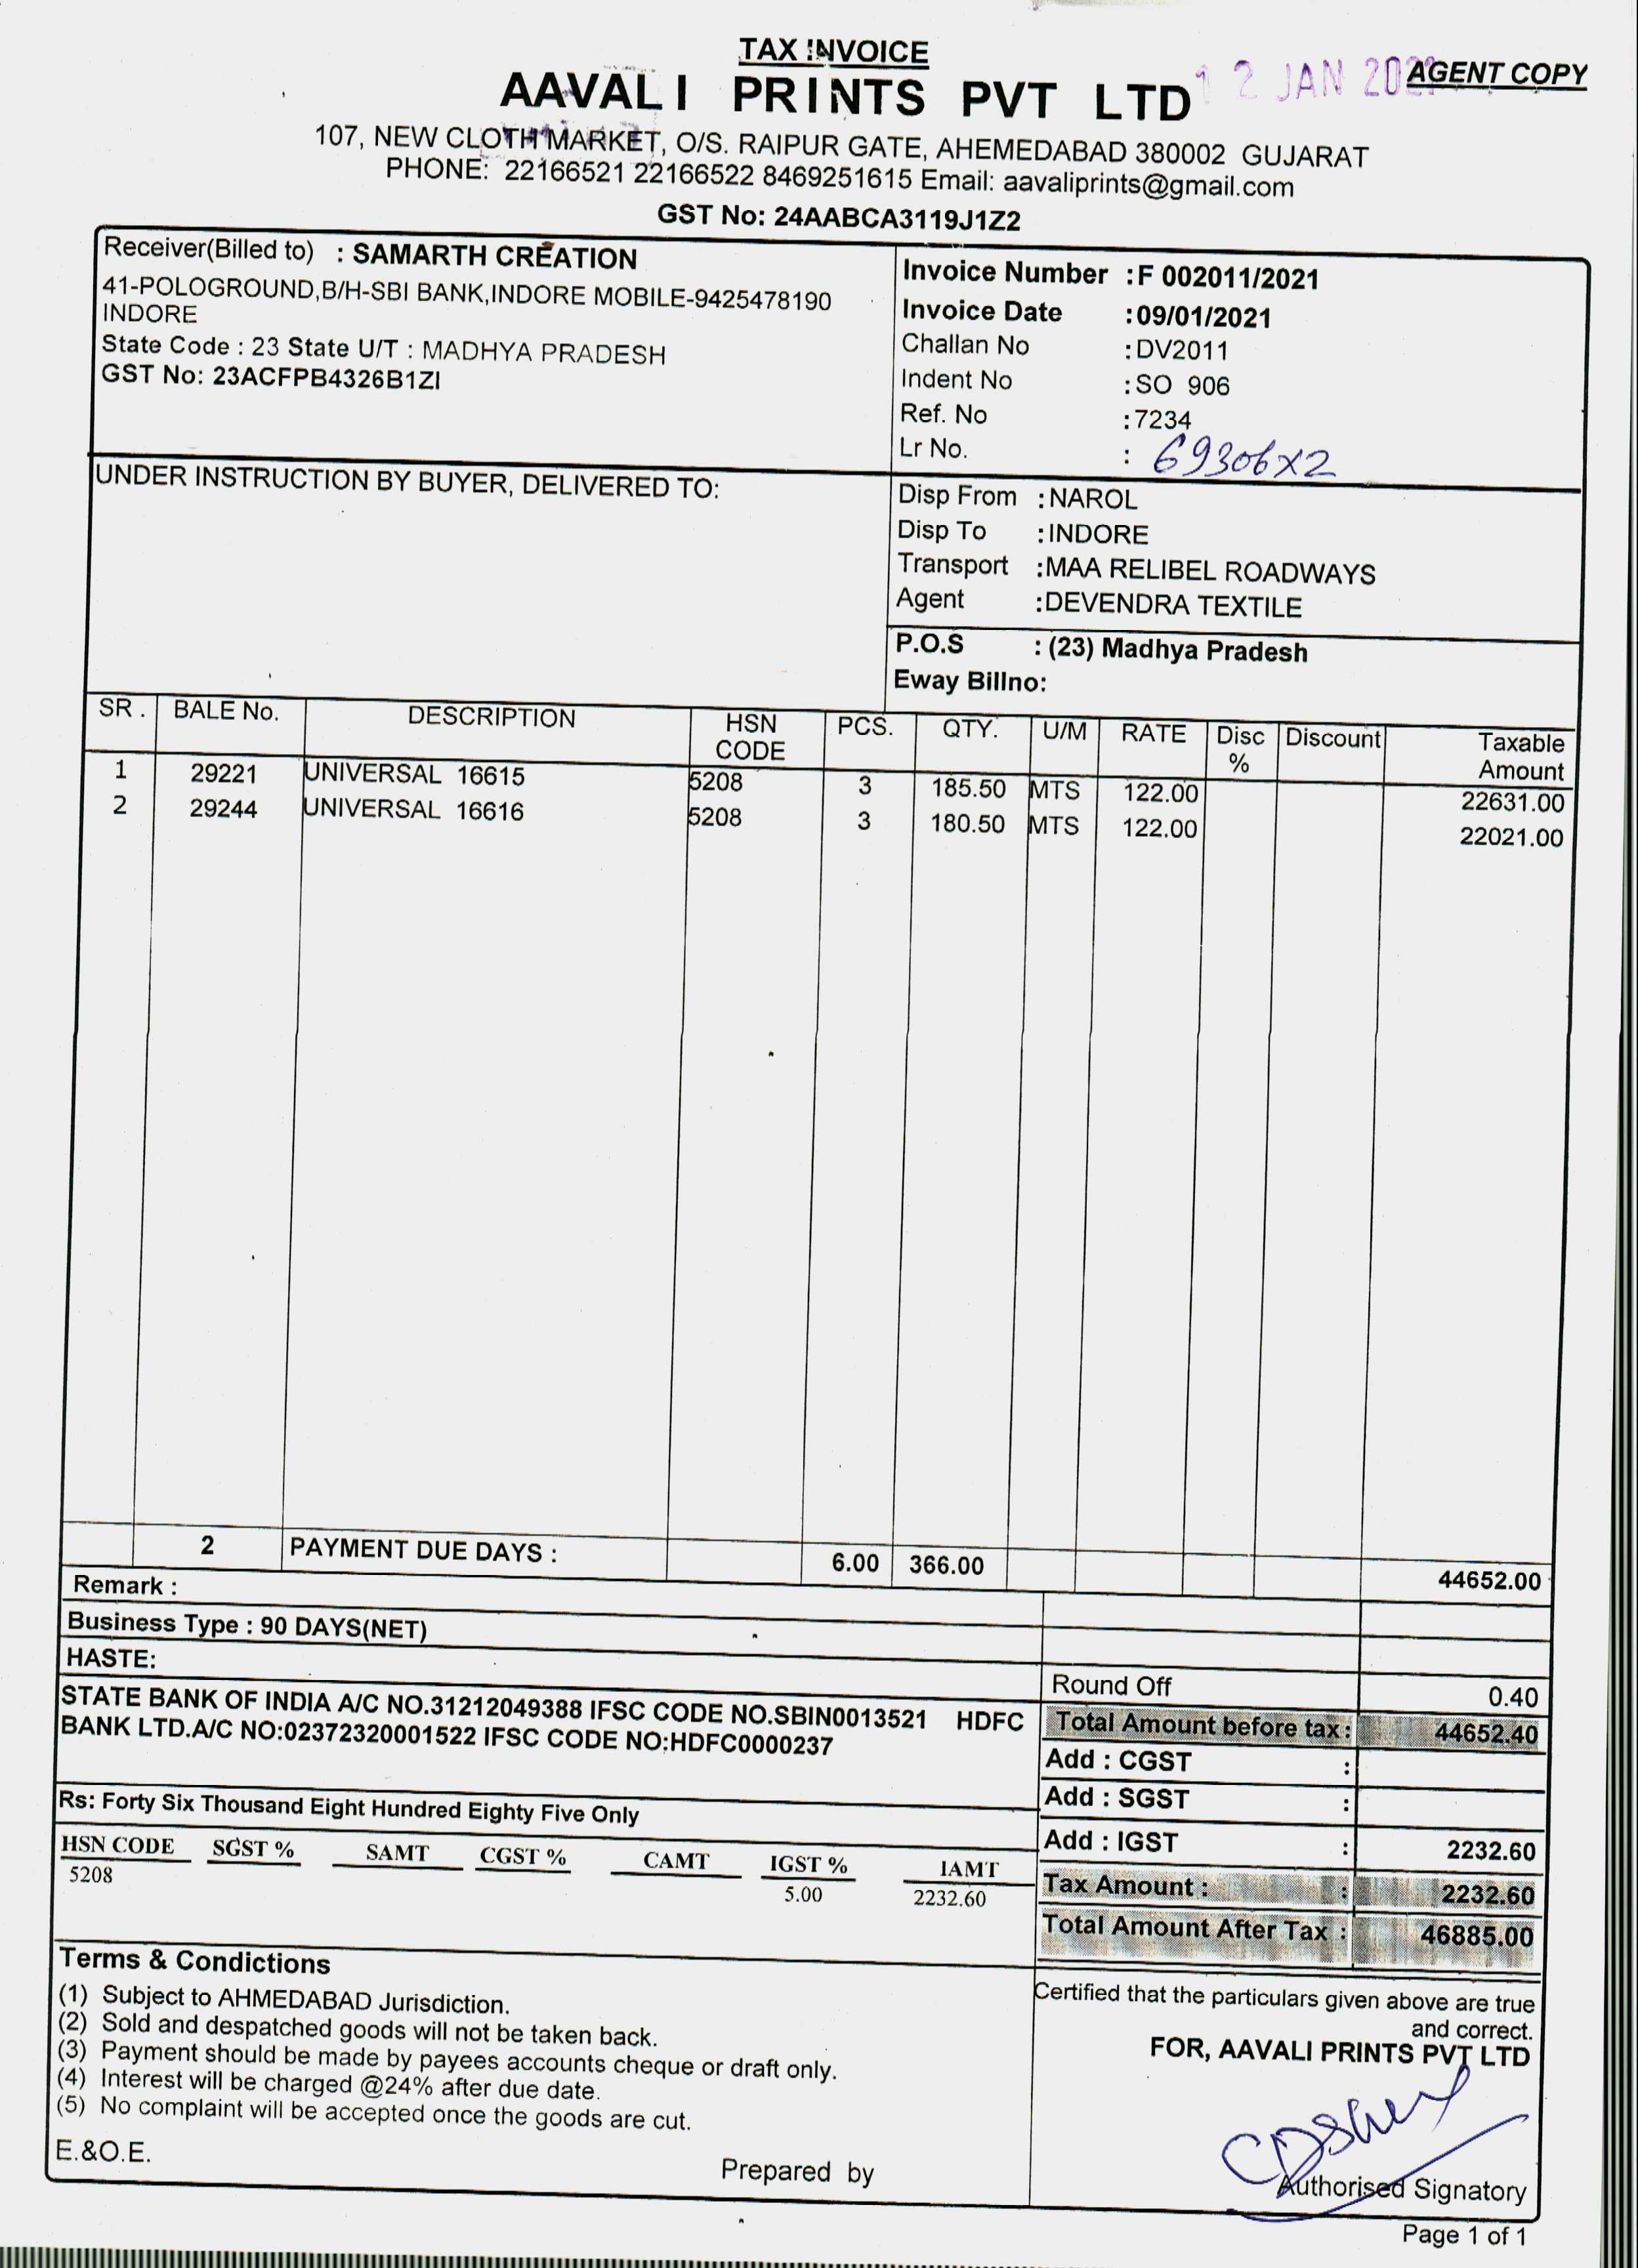 TAX INVOICE
AGENT COPY
12 JAN 202
AAVALI PRINTS PVT LTD
107, NEW CLOTH MARKET, O/S. RAIPUR GATE, AHEMEDABAD 380002 GUJARAT
PHONE: 22166521 22166522 8469251615 Email: aavaliprints@gmail.com
GST No: 24AABCA3119J1Z2
Receiver(Billed to) : SAMARTH CREATION
41-POLOGROUND,B/H-SBI BANK,INDORE MOBILE-9425478190
INDORE
State Code : 23 State U/T : MADHYA PRADESH
GST No: 23ACFPB4326B1ZI
Invoice Number :F 002011/2021
Invoice Date :09/01/2021
Challan No :DV2011
Indent No :SO 906
Ref. No :7234
Lr No. : 69306x2
UNDER INSTRUCTION BY BUYER, DELIVERED TO:
Disp From :NAROL
Disp To :INDORE
Transport :MAA RELIBEL ROADWAYS
Agent :DEVENDRA TEXTILE
P.O.S : (23) Madhya Pradesh
Eway Billno:
SR. BALE No. DESCRIPTION HSN CODE PCS. QTY. U/M RATE Disc % Discount Taxable Amount
1 29221 UNIVERSAL 16615 5208 3 185.50 MTS 122.00 22631.00
2 29244 UNIVERSAL 16616 5208 3 180.50 MTS 122.00 22021.00
2 PAYMENT DUE DAYS : 6.00 366.00 44652.00
Remark :
Business Type : 90 DAYS(NET)
HASTE:
Round Off 0.40
STATE BANK OF INDIA A/C NO.31212049388 IFSC CODE NO.SBIN0013521 HDFC
BANK LTD.A/C NO:02372320001522 IFSC CODE NO:HDFC0000237
Total Amount before tax : 44652.40
Add : CGST :
Add : SGST :
Add : IGST : 2232.60
Tax Amount : : 2232.60
Total Amount After Tax : 46885.00
Rs: Forty Six Thousand Eight Hundred Eighty Five Only
HSN CODE SGST % SAMT CGST % CAMT IGST % IAMT
5208 5.00 2232.60
Terms & Condictions
(1) Subject to AHMEDABAD Jurisdiction.
(2) Sold and despatched goods will not be taken back.
(3) Payment should be made by payees accounts cheque or draft only.
(4) Interest will be charged @24% after due date.
(5) No complaint will be accepted once the goods are cut.
E.&O.E.
Prepared by
Certified that the particulars given above are true
and correct.
FOR, AAVALI PRINTS PVT LTD
Authorised Signatory
Page 1 of 1